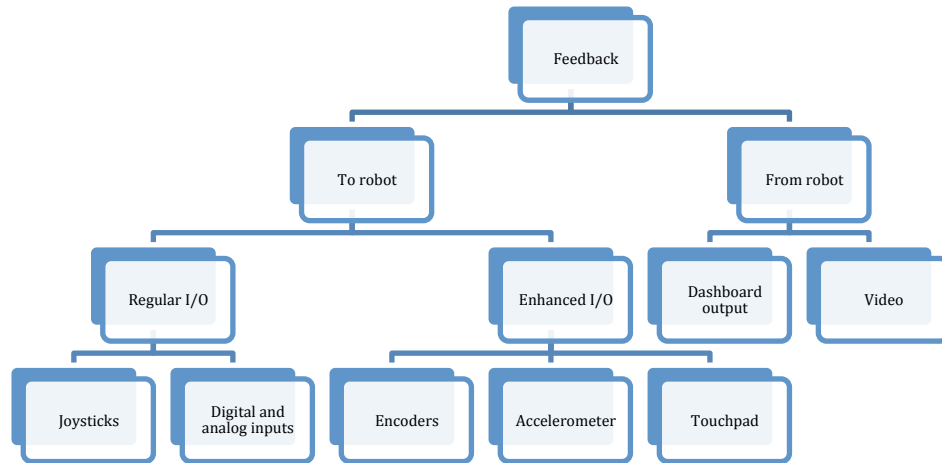 Feedback
To robot
From robot
Regular I/O
Enhanced I/O
Dashboard
output
Video
Joysticks
Digital and
analog inputs
Encoders
Accelerometer
Touchpad